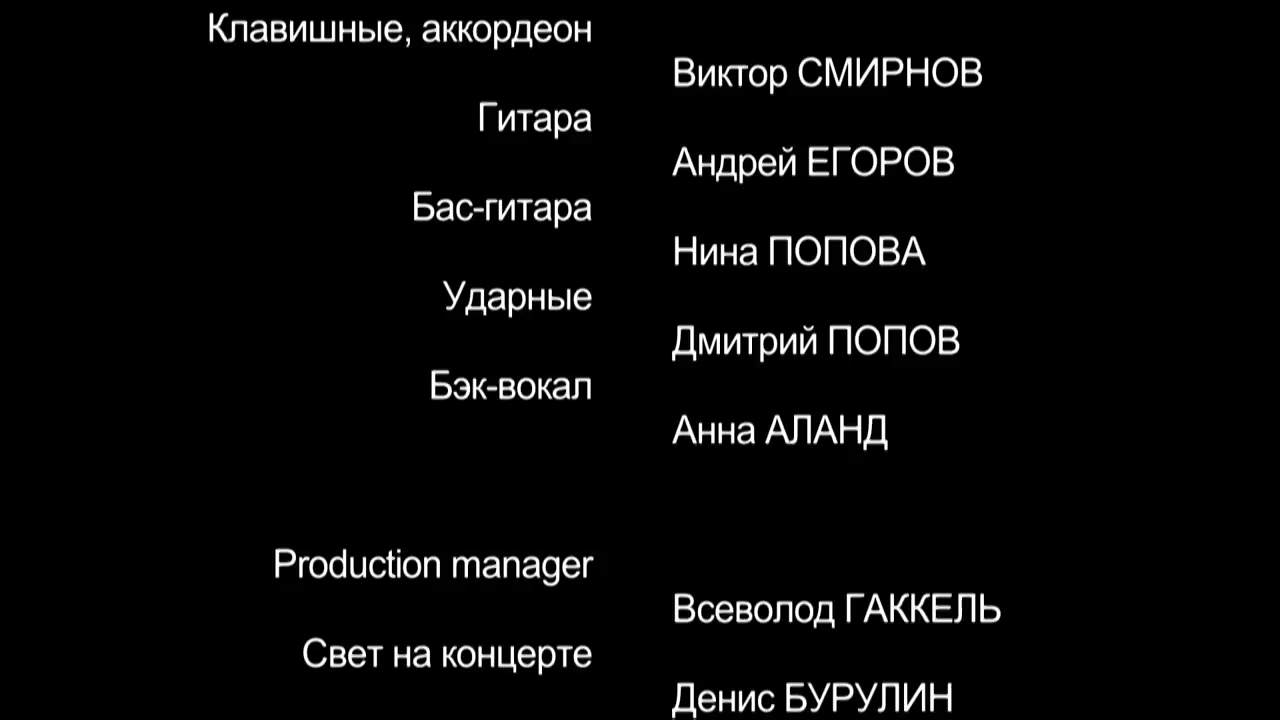 Клавишные, аккордеон
Виктор СМИРНОВ
Гитара
Андрей ЕГОРОВ
Бас-гитара
Нина ПОПОВА
Ударные
Дмитрий ПОПОВ
Бэк-вокал
Анна АЛАНД
Production manager
Всеволод ГАККЕЛЬ
Свет на концерте
Денис БУРУЛИН